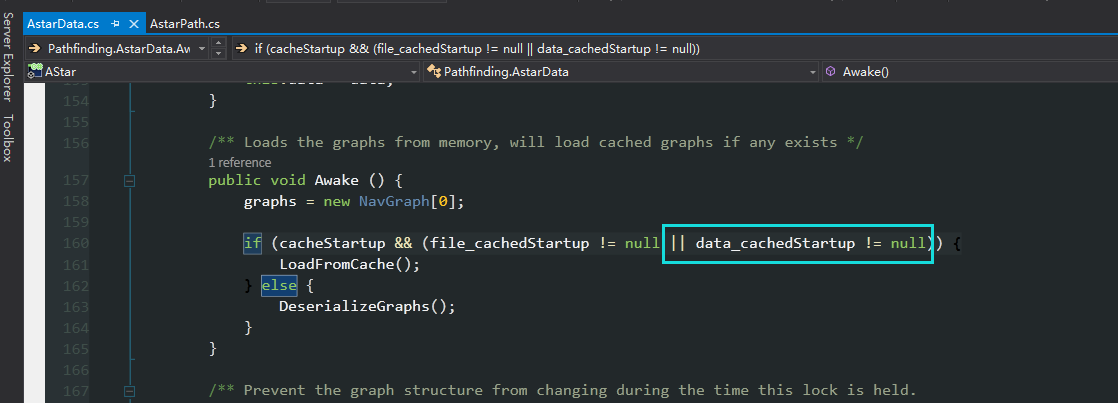 AstarData.cs
AstarPath.cs
Pathfinding.AstarData.Aw
if (cacheStartup && (file_cachedStartup != null || data_cachedStartup != null))
AStar
Pathfinding.AstarData
Awake()
Server Explorer
Toolbox
154 }
155
156 /** Loads the graphs from memory, will load cached graphs if any exists */
1 reference
157 public void Awake () {
158 graphs = new NavGraph[0];
159
160 if (cacheStartup && (file_cachedStartup != null || data_cachedStartup != null)) {
161 LoadFromCache();
162 } else {
163 DeserializeGraphs();
164 }
165 }
166
167 /** Prevent the graph structure from changing during the time this lock is held.